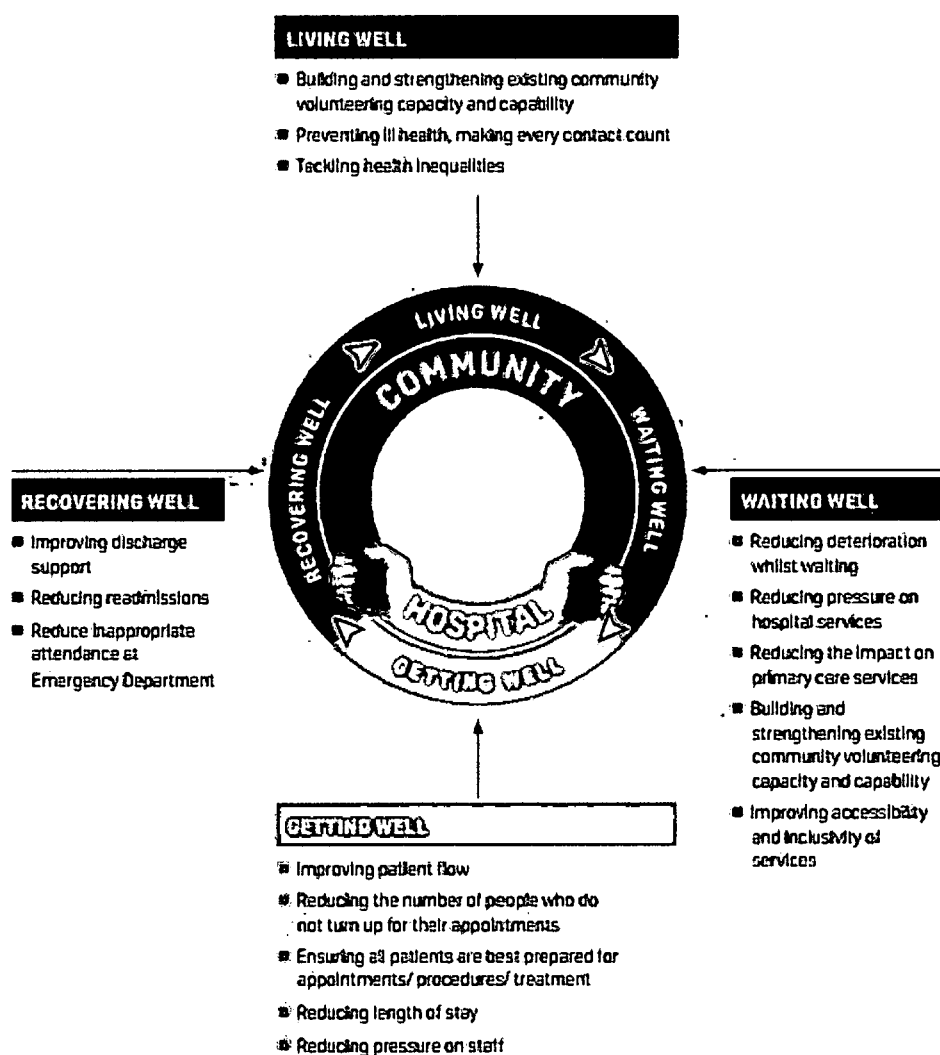 LIVING WELL
■ Building and strengthening existing community
volunteering capacity and capability
■ Preventing ill health, making every contact count
■ Tackling health inequalities
LIVING WELL
COMMUNITY
RECOVERING WELL
WAITING WELL
HOSPITAL
GETTING WELL
RECOVERING WELL
■ Improving discharge
support
■ Reducing readmissions
■ Reduce inappropriate
attendance at
Emergency Department
WAITING WELL
■ Reducing deterioration
whilst waiting
■ Reducing pressure on
hospital services
■ Reducing the impact on
primary care services
■ Building and
strengthening existing
community volunteering
capacity and capability
■ Improving accessibility
and inclusivity of
services
GETTING WELL
■ Improving patient flow
■ Reducing the number of people who do
not turn up for their appointments
■ Ensuring all patients are best prepared for
appointments/ procedures/ treatment
■ Reducing length of stay
■ Reducing pressure on staff